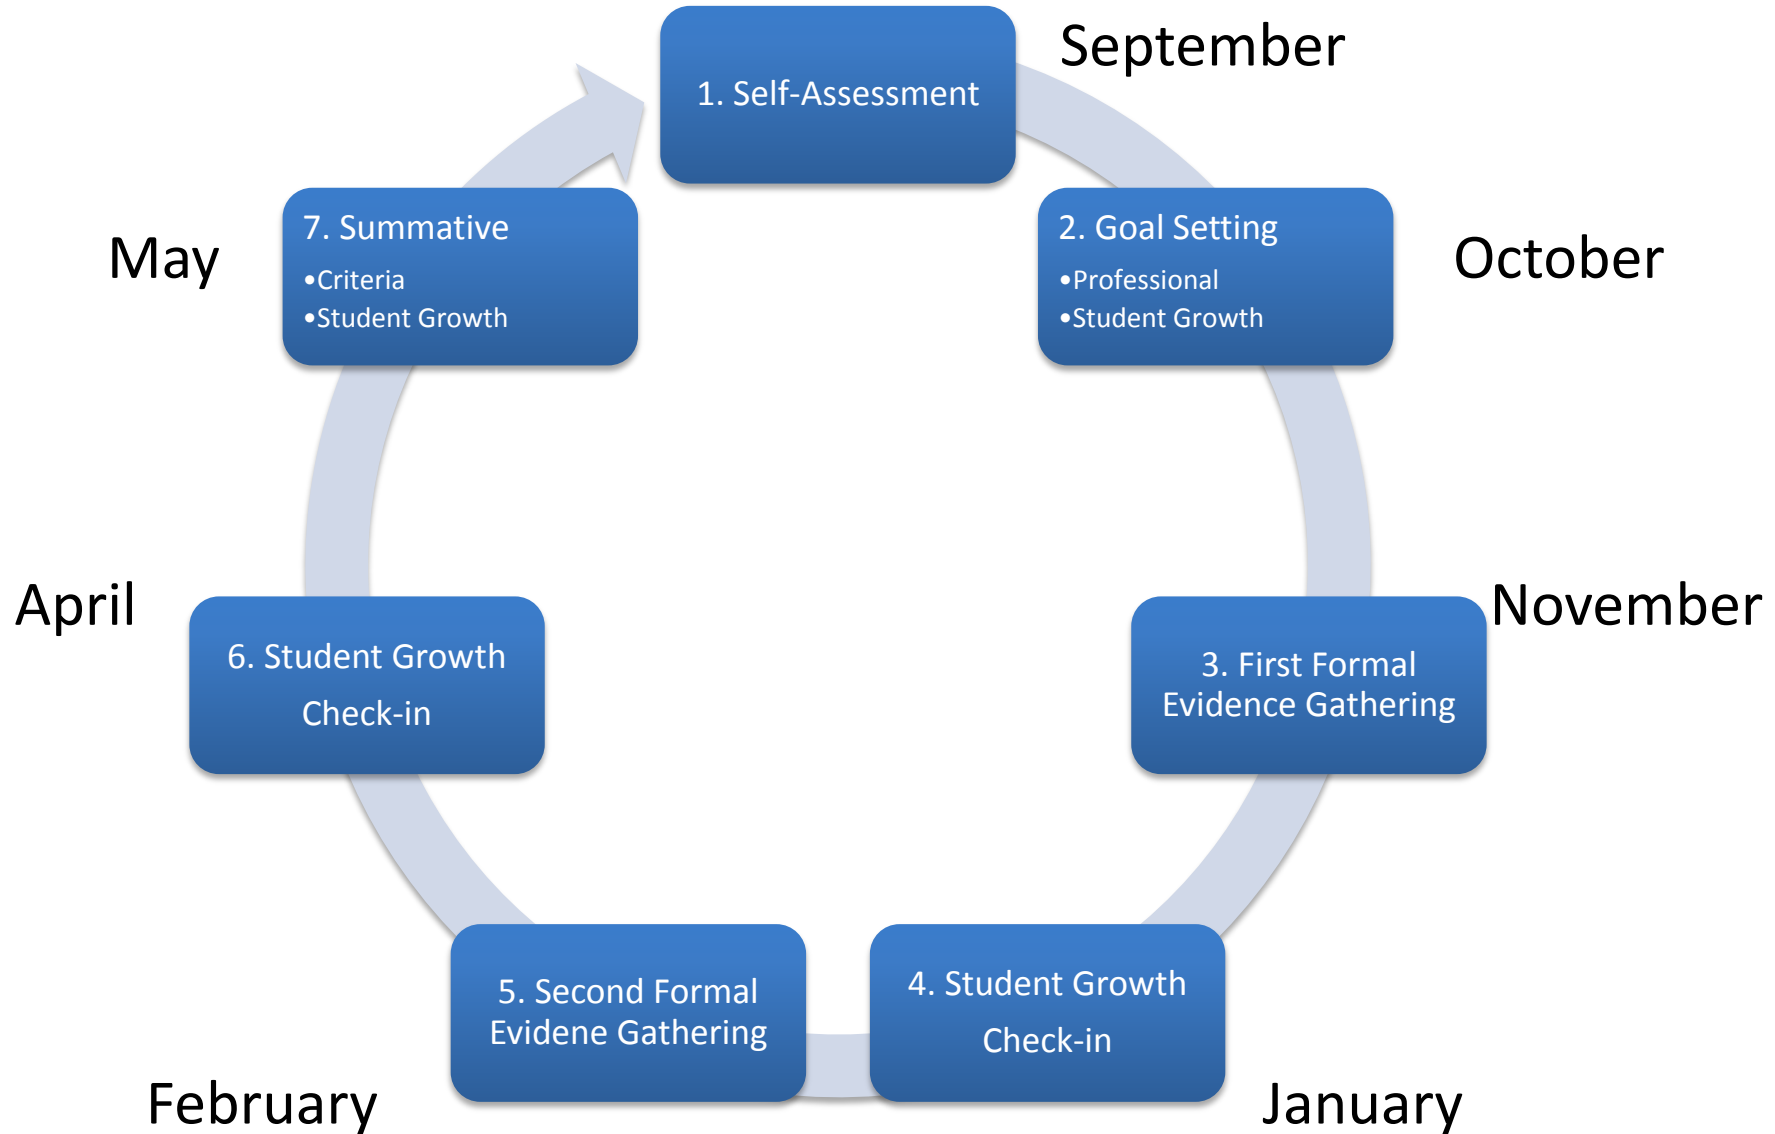 1. Self-Assessment
September
2. Goal Setting
•Professional
•Student Growth
October
3. First Formal
Evidence Gathering
November
4. Student Growth
Check-in
January
5. Second Formal
Evidene Gathering
February
6. Student Growth
Check-in
April
7. Summative
•Criteria
•Student Growth
May